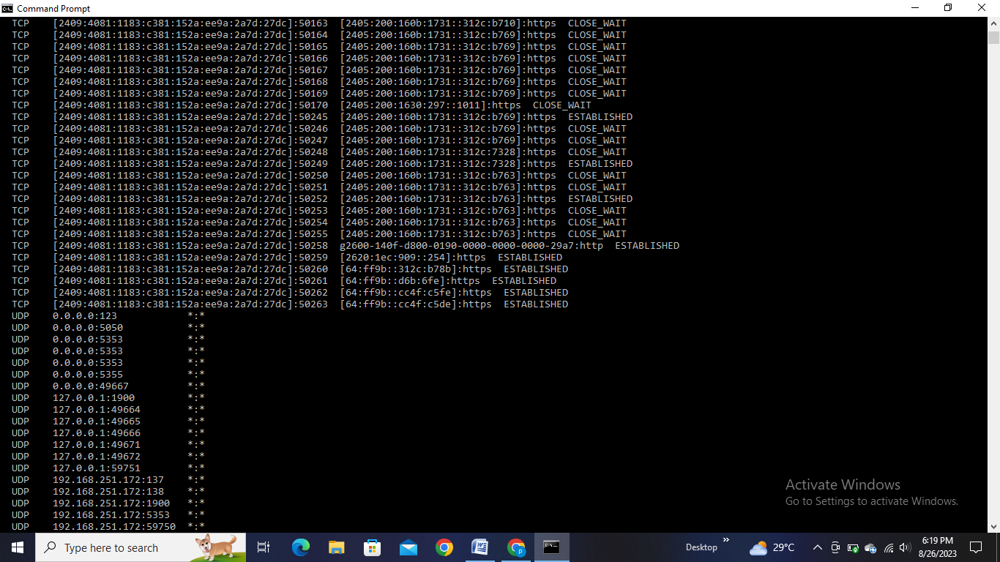 Command Prompt
TCP [2409:4081:1183:c381:152a:ee9a:2a7d:27dc]:50163 [2405:200:160b:1731::312c:b710]:https CLOSE_WAIT
TCP [2409:4081:1183:c381:152a:ee9a:2a7d:27dc]:50164 [2405:200:160b:1731::312c:b769]:https CLOSE_WAIT
TCP [2409:4081:1183:c381:152a:ee9a:2a7d:27dc]:50165 [2405:200:160b:1731::312c:b769]:https CLOSE_WAIT
TCP [2409:4081:1183:c381:152a:ee9a:2a7d:27dc]:50166 [2405:200:160b:1731::312c:b769]:https CLOSE_WAIT
TCP [2409:4081:1183:c381:152a:ee9a:2a7d:27dc]:50167 [2405:200:160b:1731::312c:b769]:https CLOSE_WAIT
TCP [2409:4081:1183:c381:152a:ee9a:2a7d:27dc]:50168 [2405:200:160b:1731::312c:b769]:https CLOSE_WAIT
TCP [2409:4081:1183:c381:152a:ee9a:2a7d:27dc]:50169 [2405:200:160b:1731::312c:b769]:https CLOSE_WAIT
TCP [2409:4081:1183:c381:152a:ee9a:2a7d:27dc]:50170 [2405:200:1630:297::1011]:https CLOSE_WAIT
TCP [2409:4081:1183:c381:152a:ee9a:2a7d:27dc]:50245 [2405:200:160b:1731::312c:b769]:https ESTABLISHED
TCP [2409:4081:1183:c381:152a:ee9a:2a7d:27dc]:50246 [2405:200:160b:1731::312c:b769]:https CLOSE_WAIT
TCP [2409:4081:1183:c381:152a:ee9a:2a7d:27dc]:50247 [2405:200:160b:1731::312c:b769]:https CLOSE_WAIT
TCP [2409:4081:1183:c381:152a:ee9a:2a7d:27dc]:50248 [2405:200:160b:1731::312c:7328]:https CLOSE_WAIT
TCP [2409:4081:1183:c381:152a:ee9a:2a7d:27dc]:50249 [2405:200:160b:1731::312c:7328]:https ESTABLISHED
TCP [2409:4081:1183:c381:152a:ee9a:2a7d:27dc]:50250 [2405:200:160b:1731::312c:b763]:https CLOSE_WAIT
TCP [2409:4081:1183:c381:152a:ee9a:2a7d:27dc]:50251 [2405:200:160b:1731::312c:b763]:https CLOSE_WAIT
TCP [2409:4081:1183:c381:152a:ee9a:2a7d:27dc]:50252 [2405:200:160b:1731::312c:b763]:https ESTABLISHED
TCP [2409:4081:1183:c381:152a:ee9a:2a7d:27dc]:50253 [2405:200:160b:1731::312c:b763]:https CLOSE_WAIT
TCP [2409:4081:1183:c381:152a:ee9a:2a7d:27dc]:50254 [2405:200:160b:1731::312c:b763]:https CLOSE_WAIT
TCP [2409:4081:1183:c381:152a:ee9a:2a7d:27dc]:50255 [2405:200:160b:1731::312c:b763]:https CLOSE_WAIT
TCP [2409:4081:1183:c381:152a:ee9a:2a7d:27dc]:50258 g2600-140f-d800-0190-0000-0000-0000-29a7:http ESTABLISHED
TCP [2409:4081:1183:c381:152a:ee9a:2a7d:27dc]:50259 [2620:1ec:909::254]:https ESTABLISHED
TCP [2409:4081:1183:c381:152a:ee9a:2a7d:27dc]:50260 [64:ff9b::312c:b78b]:https ESTABLISHED
TCP [2409:4081:1183:c381:152a:ee9a:2a7d:27dc]:50261 [64:ff9b::d6b:6fe]:https ESTABLISHED
TCP [2409:4081:1183:c381:152a:ee9a:2a7d:27dc]:50262 [64:ff9b::cc4f:c5fe]:https ESTABLISHED
TCP [2409:4081:1183:c381:152a:ee9a:2a7d:27dc]:50263 [64:ff9b::cc4f:c5de]:https ESTABLISHED
UDP 0.0.0.0:123 *:*
UDP 0.0.0.0:5050 *:*
UDP 0.0.0.0:5353 *:*
UDP 0.0.0.0:5353 *:*
UDP 0.0.0.0:5353 *:*
UDP 0.0.0.0:5355 *:*
UDP 0.0.0.0:49667 *:*
UDP 127.0.0.1:1900 *:*
UDP 127.0.0.1:49664 *:*
UDP 127.0.0.1:49665 *:*
UDP 127.0.0.1:49666 *:*
UDP 127.0.0.1:49671 *:*
UDP 127.0.0.1:49672 *:*
UDP 127.0.0.1:59751 *:*
UDP 192.168.251.172:137 *:*
UDP 192.168.251.172:138 *:*
UDP 192.168.251.172:1900 *:*
UDP 192.168.251.172:5353 *:*
UDP 192.168.251.172:59750 *:*
Activate Windows
Go to Settings to activate Windows.
Type here to search
Desktop
29°C
6:19 PM
8/26/2023